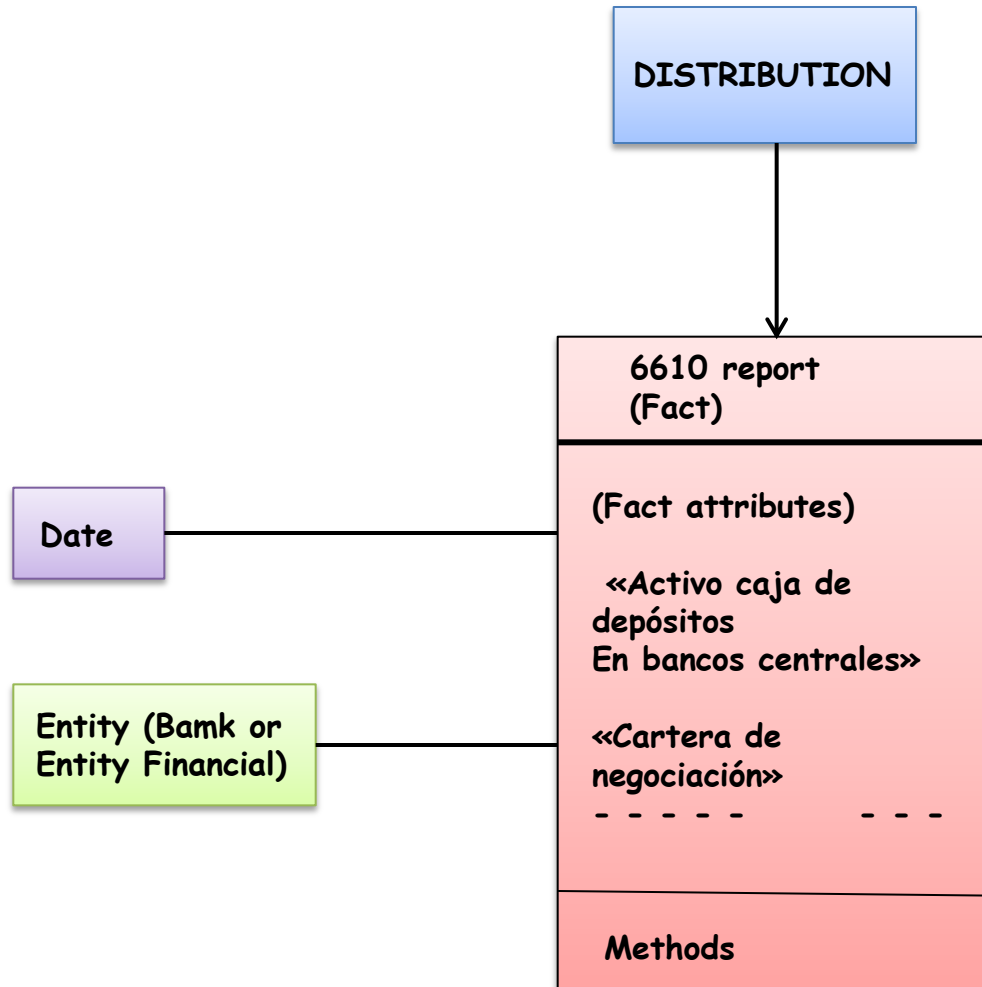 DISTRIBUTION
6610 report
(Fact)
(Fact attributes)
«Activo caja de
depósitos
En bancos centrales»
«Cartera de
negociación»
- - - - - - - -
Date
Entity (Bamk or
Entity Financial)
Methods